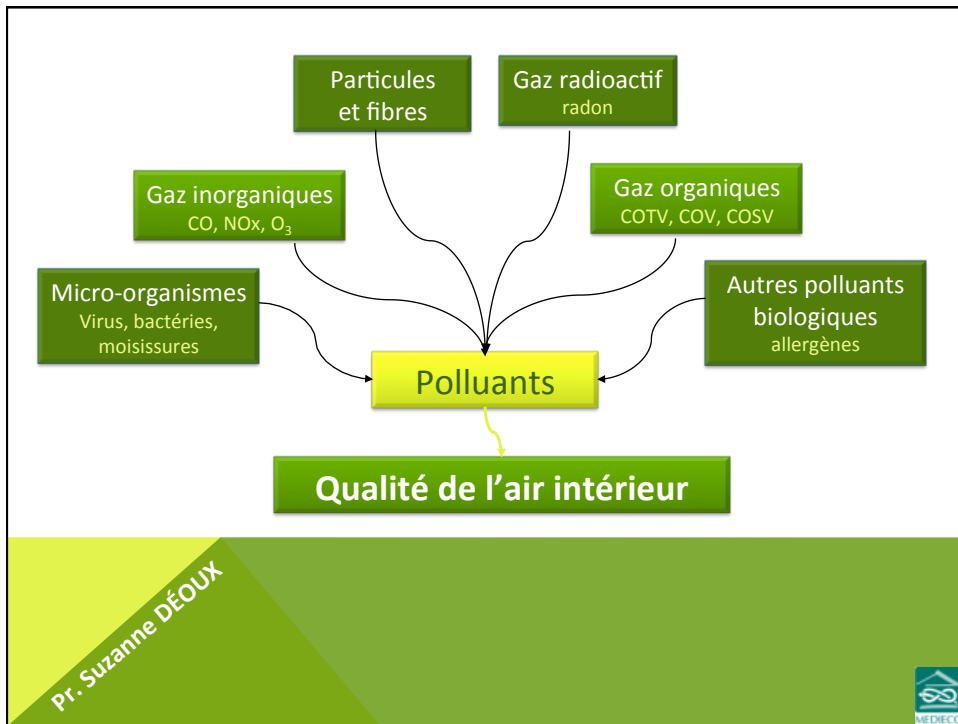 Particules
et fibres
Gaz radioactif
radon
Gaz inorganiques
CO, NOx, O₃
Gaz organiques
COTV, COV, COSV
Micro-organismes
Virus, bactéries,
moisissures
Autres polluants
biologiques
allergènes
Polluants
Qualité de l’air intérieur
Pr. Suzanne DÉOUX
MEDIECO